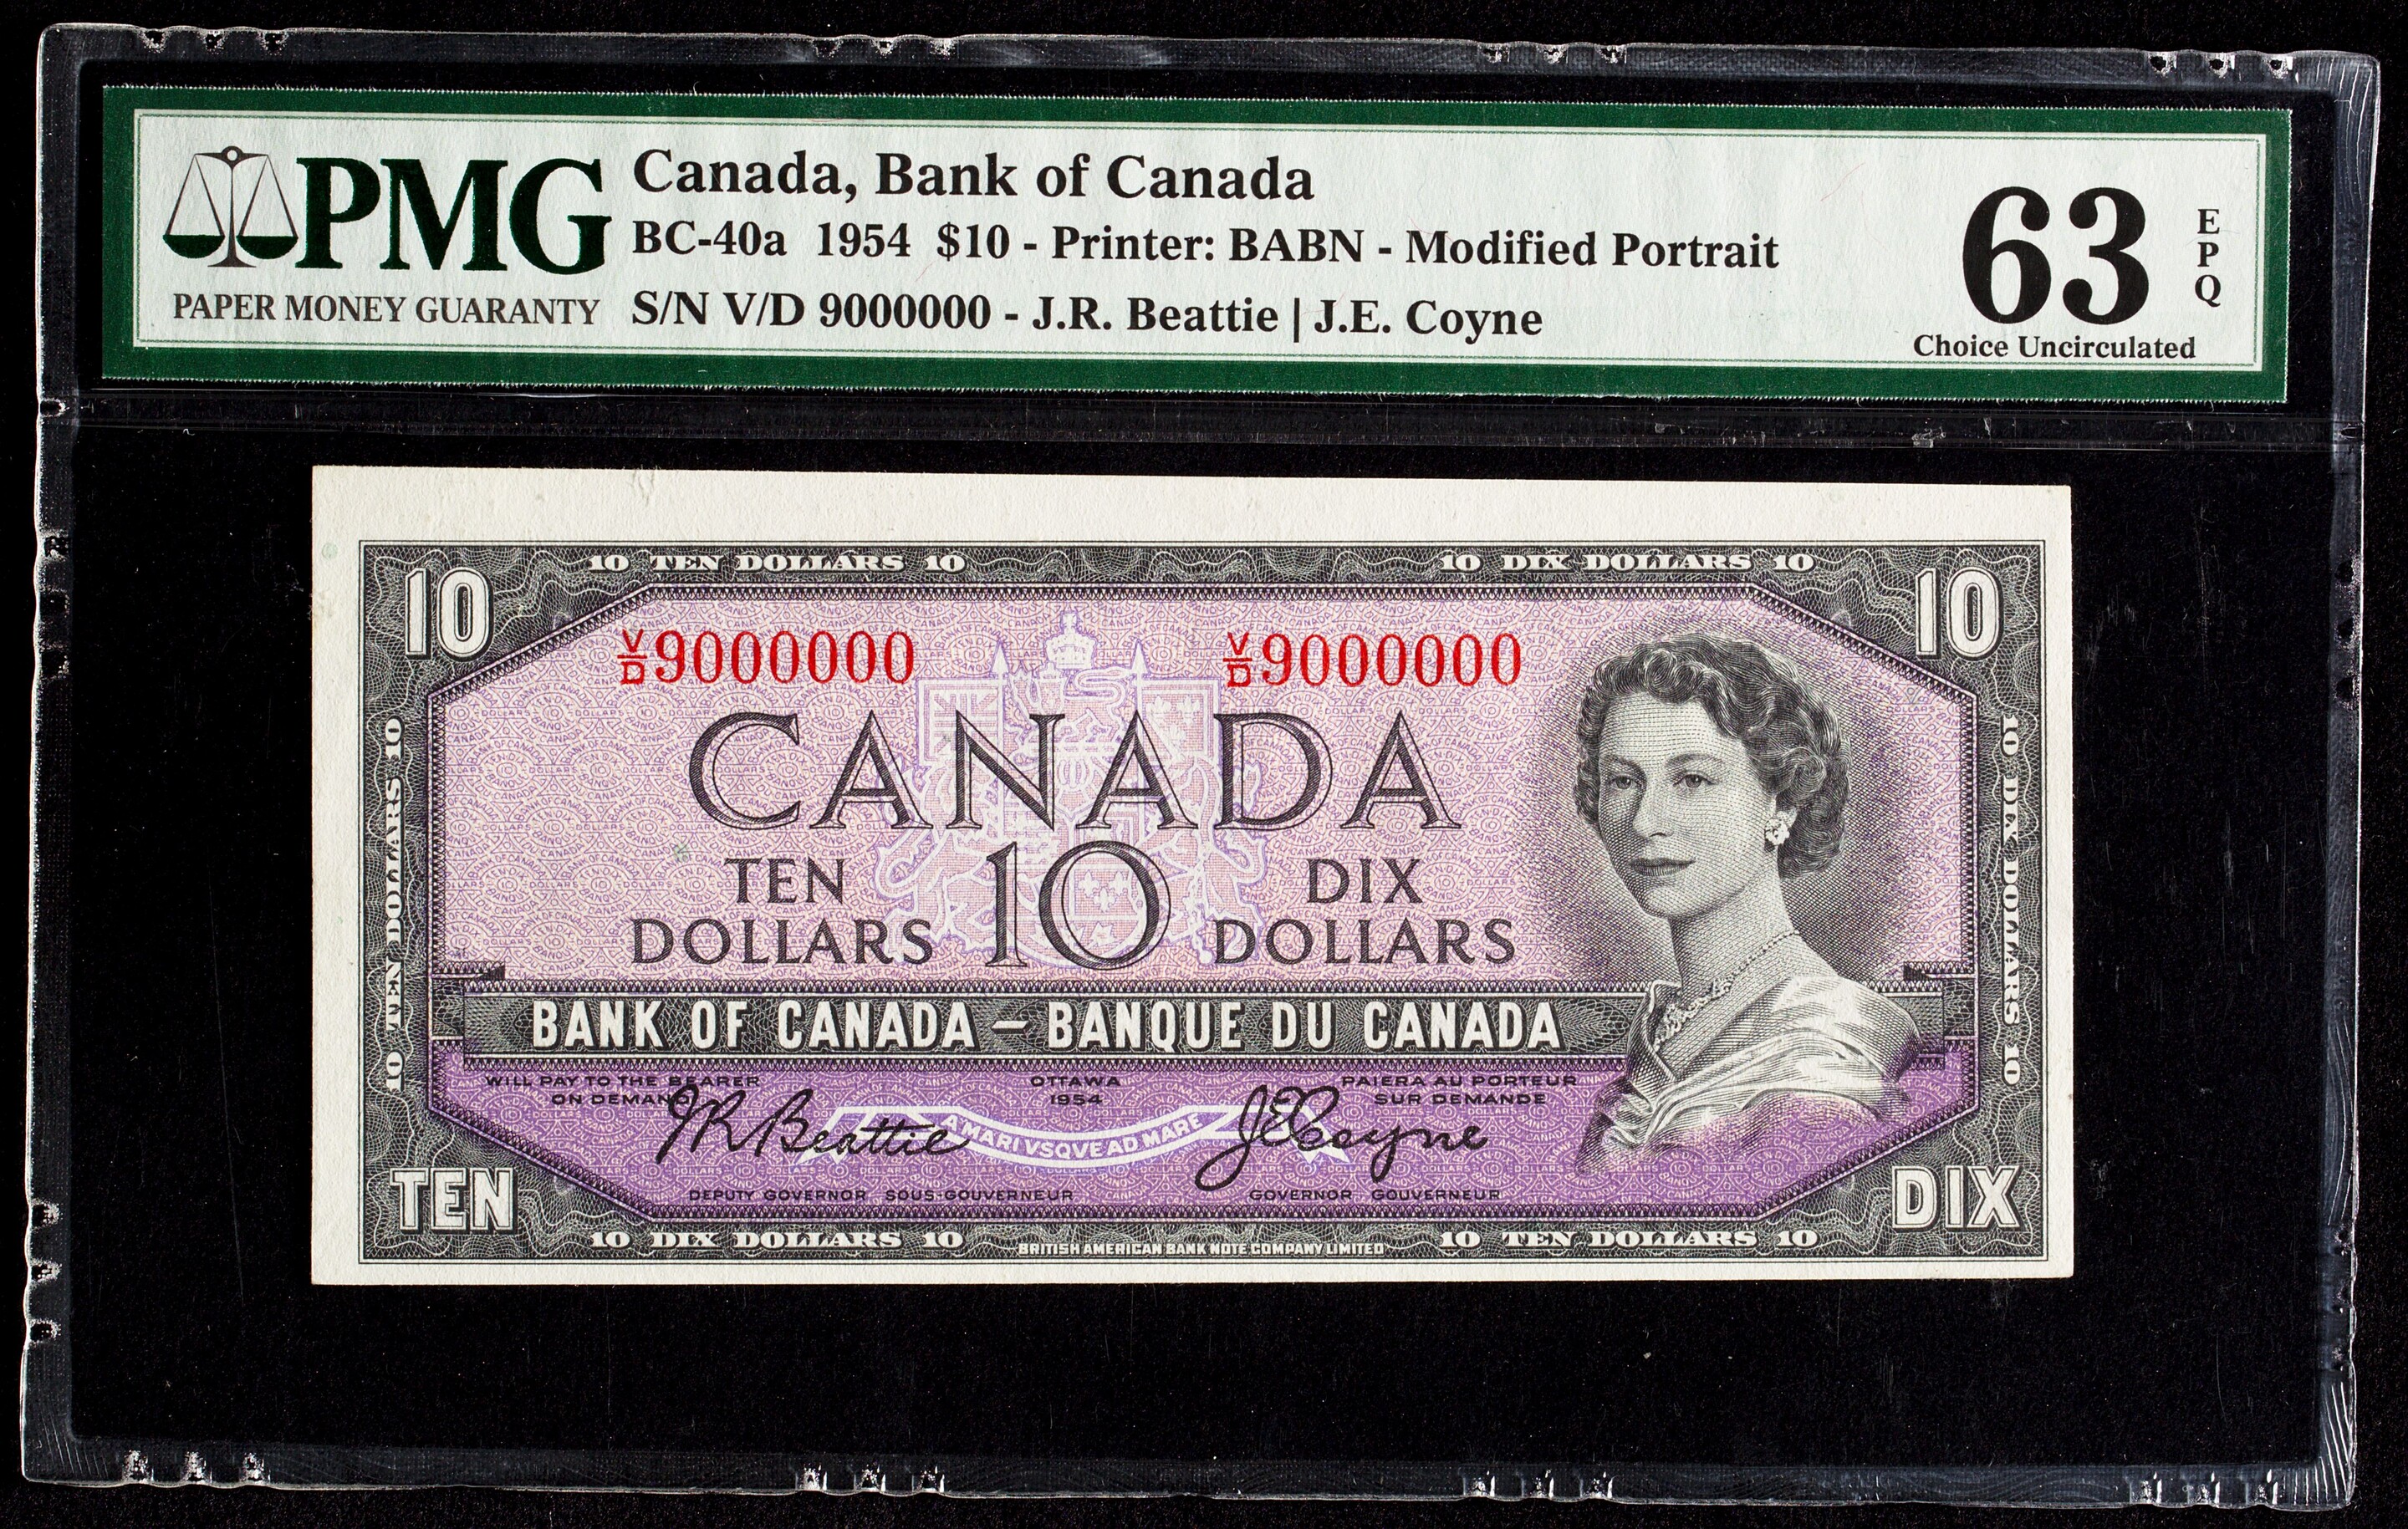 PMG
PAPER MONEY GUARANTY
Canada, Bank of Canada
BC-40a 1954 $10 - Printer: BABN - Modified Portrait
S/N V/D 9000000 - J.R. Beattie | J.E. Coyne
63
EPQ
Choice Uncirculated
10 TEN DOLLARS 10
10 DIX DOLLARS 10
10
10
V/D 9000000
V/D 9000000
CANADA
TEN
DOLLARS
10
DIX
DOLLARS
10 TEN DOLLARS 10
10 DIX DOLLARS 10
BANK OF CANADA – BANQUE DU CANADA
WILL PAY TO THE BEARER
ON DEMAND
OTTAWA
1954
PAIERA AU PORTEUR
SUR DEMANDE
JRBeattie
A MARI VSQVE AD MARE
JECoyne
DEPUTY GOVERNOR SOUS-GOUVERNEUR
GOVERNOR GOUVERNEUR
TEN
DIX
10 DIX DOLLARS 10
BRITISH AMERICAN BANK NOTE COMPANY LIMITED
10 TEN DOLLARS 10